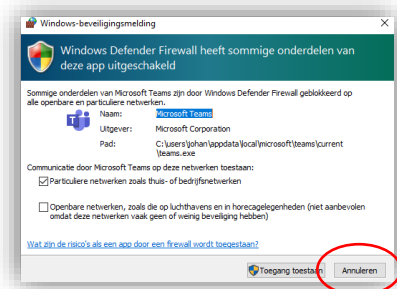 Windows-beveiligingsmelding
Windows Defender Firewall heeft sommige onderdelen van
deze app uitgeschakeld
Sommige onderdelen van Microsoft Teams zijn door Windows Defender Firewall geblokkeerd op
alle openbare en particuliere netwerken.
Naam: Microsoft Teams
Uitgever: Microsoft Corporation
Pad: C:\users\johan\appdata\local\microsoft\teams\current
\teams.exe
Communicatie door Microsoft Teams op deze netwerken toestaan:
Particuliere netwerken zoals thuis- of bedrijfsnetwerken
Openbare netwerken, zoals die op luchthavens en in horecagelegenheden (niet aanbevolen
omdat deze netwerken vaak geen of weinig beveiliging hebben)
Wat zijn de risico's als een app door een firewall wordt toegestaan?
Toegang toestaan Annuleren